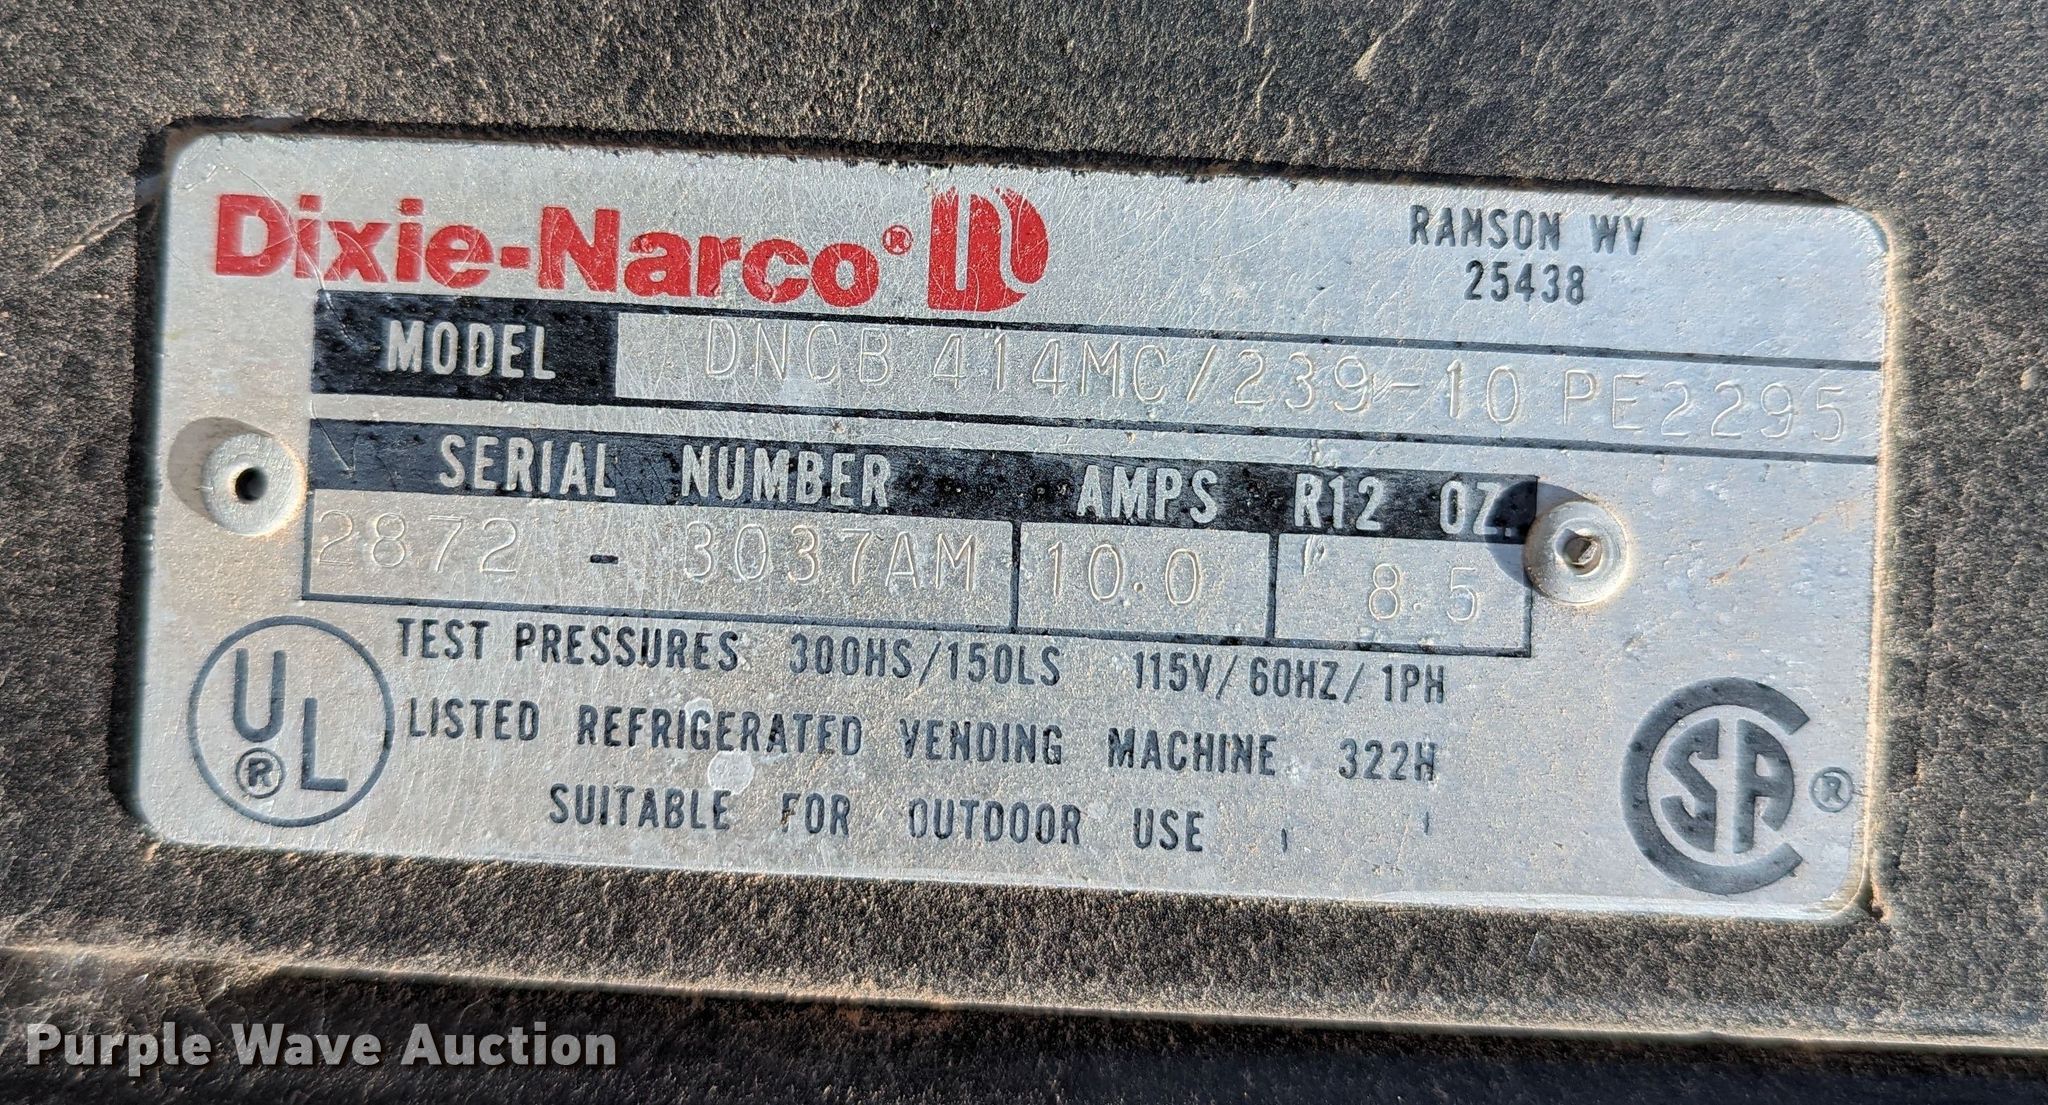 Dixie-Narco®
RANSON WV
25438
MODEL DNCB 414MC/239-10 PE2295
SERIAL NUMBER AMPS R12 OZ.
2872 - 3037AM 10.0 8.5
TEST PRESSURES 300HS/150LS 115V/60HZ/1PH
LISTED REFRIGERATED VENDING MACHINE 322H
SUITABLE FOR OUTDOOR USE
UL®
CSA®
Purple Wave Auction